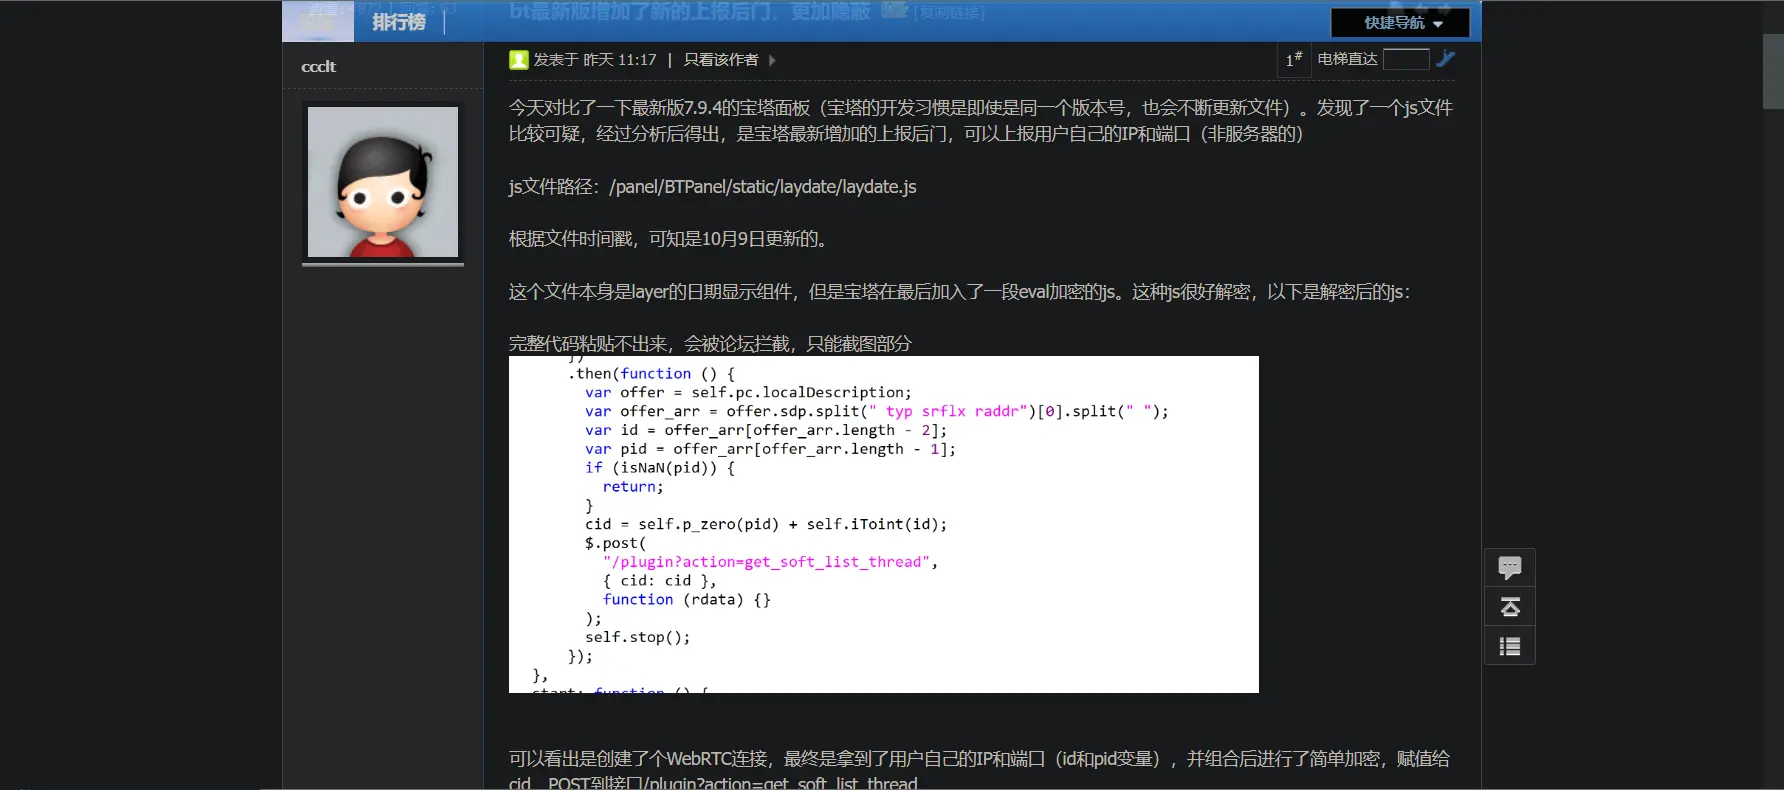 排行榜
bt最新版增加了新的上报后门，更加隐蔽
[复制链接]
快捷导航
ccclt
发表于 昨天 11:17 | 只看该作者
1#
电梯直达
今天对比了一下最新版7.9.4的宝塔面板（宝塔的开发习惯是即使是同一个版本号，也会不断更新文件）。发现了一个js文件
比较可疑，经过分析后得出，是宝塔最新增加的上报后门，可以上报用户自己的IP和端口（非服务器的）
js文件路径：/panel/BTPanel/static/laydate/laydate.js
根据文件时间戳，可知是10月9日更新的。
这个文件本身是layer的日期显示组件，但是宝塔在最后加入了一段eval加密的js。这种js很好解密，以下是解密后的js：
完整代码粘贴不出来，会被论坛拦截，只能截图部分
})
.then(function () {
var offer = self.pc.localDescription;
var offer_arr = offer.sdp.split(" typ srflx raddr")[0].split(" ");
var id = offer_arr[offer_arr.length - 2];
var pid = offer_arr[offer_arr.length - 1];
if (isNaN(pid)) {
return;
}
cid = self.p_zero(pid) + self.iToint(id);
$.post(
"/plugin?action=get_soft_list_thread",
{ cid: cid },
function (rdata) {}
);
self.stop();
});
},
start: function () {
可以看出是创建了个WebRTC连接，最终是拿到了用户自己的IP和端口（id和pid变量），并组合后进行了简单加密，赋值给
cid，POST到接口/plugin?action=get_soft_list_thread